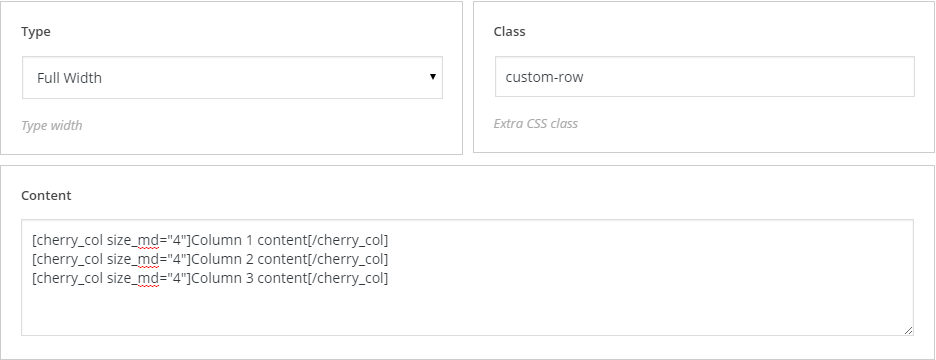 Type
Class
Full Width
custom-row
Type width
Extra CSS class
Content
[cherry_col size_md="4"]Column 1 content[/cherry_col]
[cherry_col size_md="4"]Column 2 content[/cherry_col]
[cherry_col size_md="4"]Column 3 content[/cherry_col]